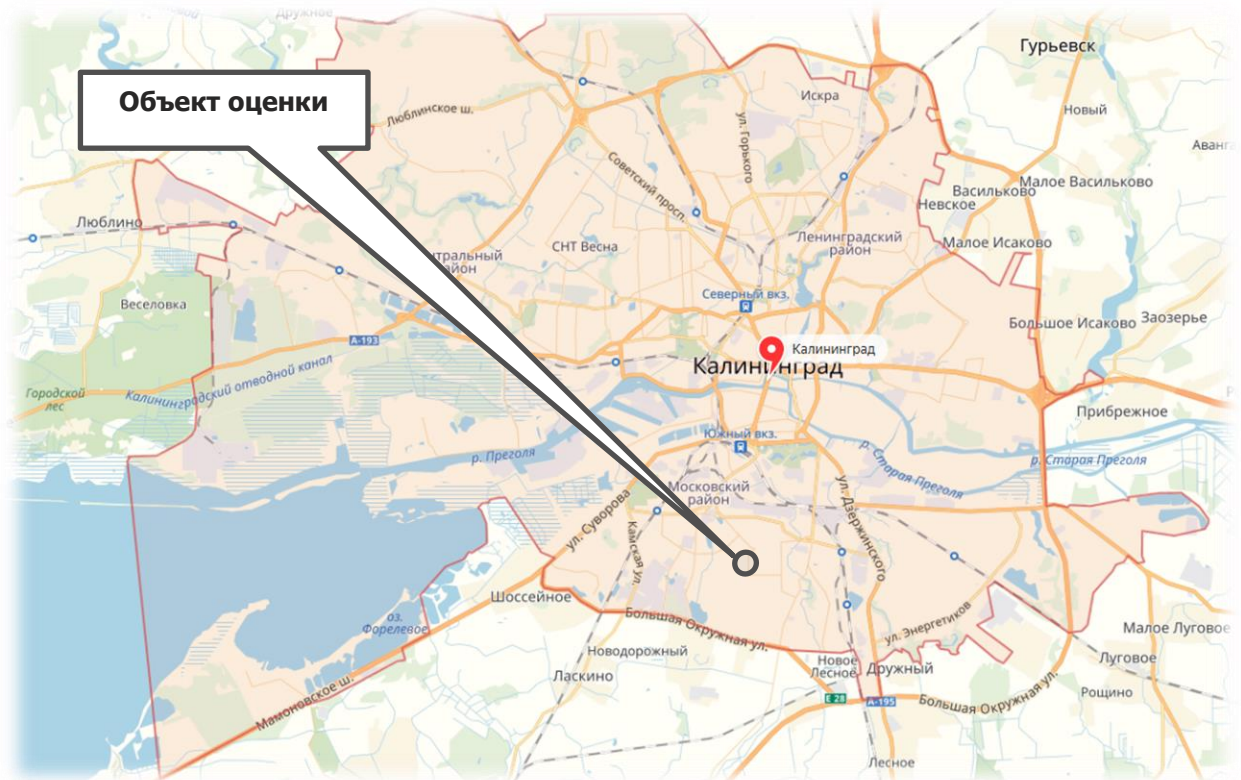 Дружное
Гурьевск
Объект оценки
Искра
Новый
Люблинское ш.
ул. Горького
Советский просп.
Васильково
Малое Васильково
Невское
Люблино
СНТ Весна
Ленинградский
район
Малое Исаково
Северный вкз.
Веселовка
Большое Исаково
Заозерье
А-193
Калининград
Калининград
Калининградский отводной канал
Городской
лес
Прибрежное
Южный вкз.
р. Преголя
р. Старая Преголя
р. Старая Преголя
Московский
район
ул. Суворова
Камская ул.
ул. Дзержинского
Шоссейное
оз.
Форелевое
Большая Окружная ул.
ул. Энергетиков
Малое Луговое
Новодорожный
Луговое
Ласкино
Новое
Лесное
Дружный
Рощино
Мамоновское ш.
Е 28
А-195
Большая Окружная ул.
Лесное